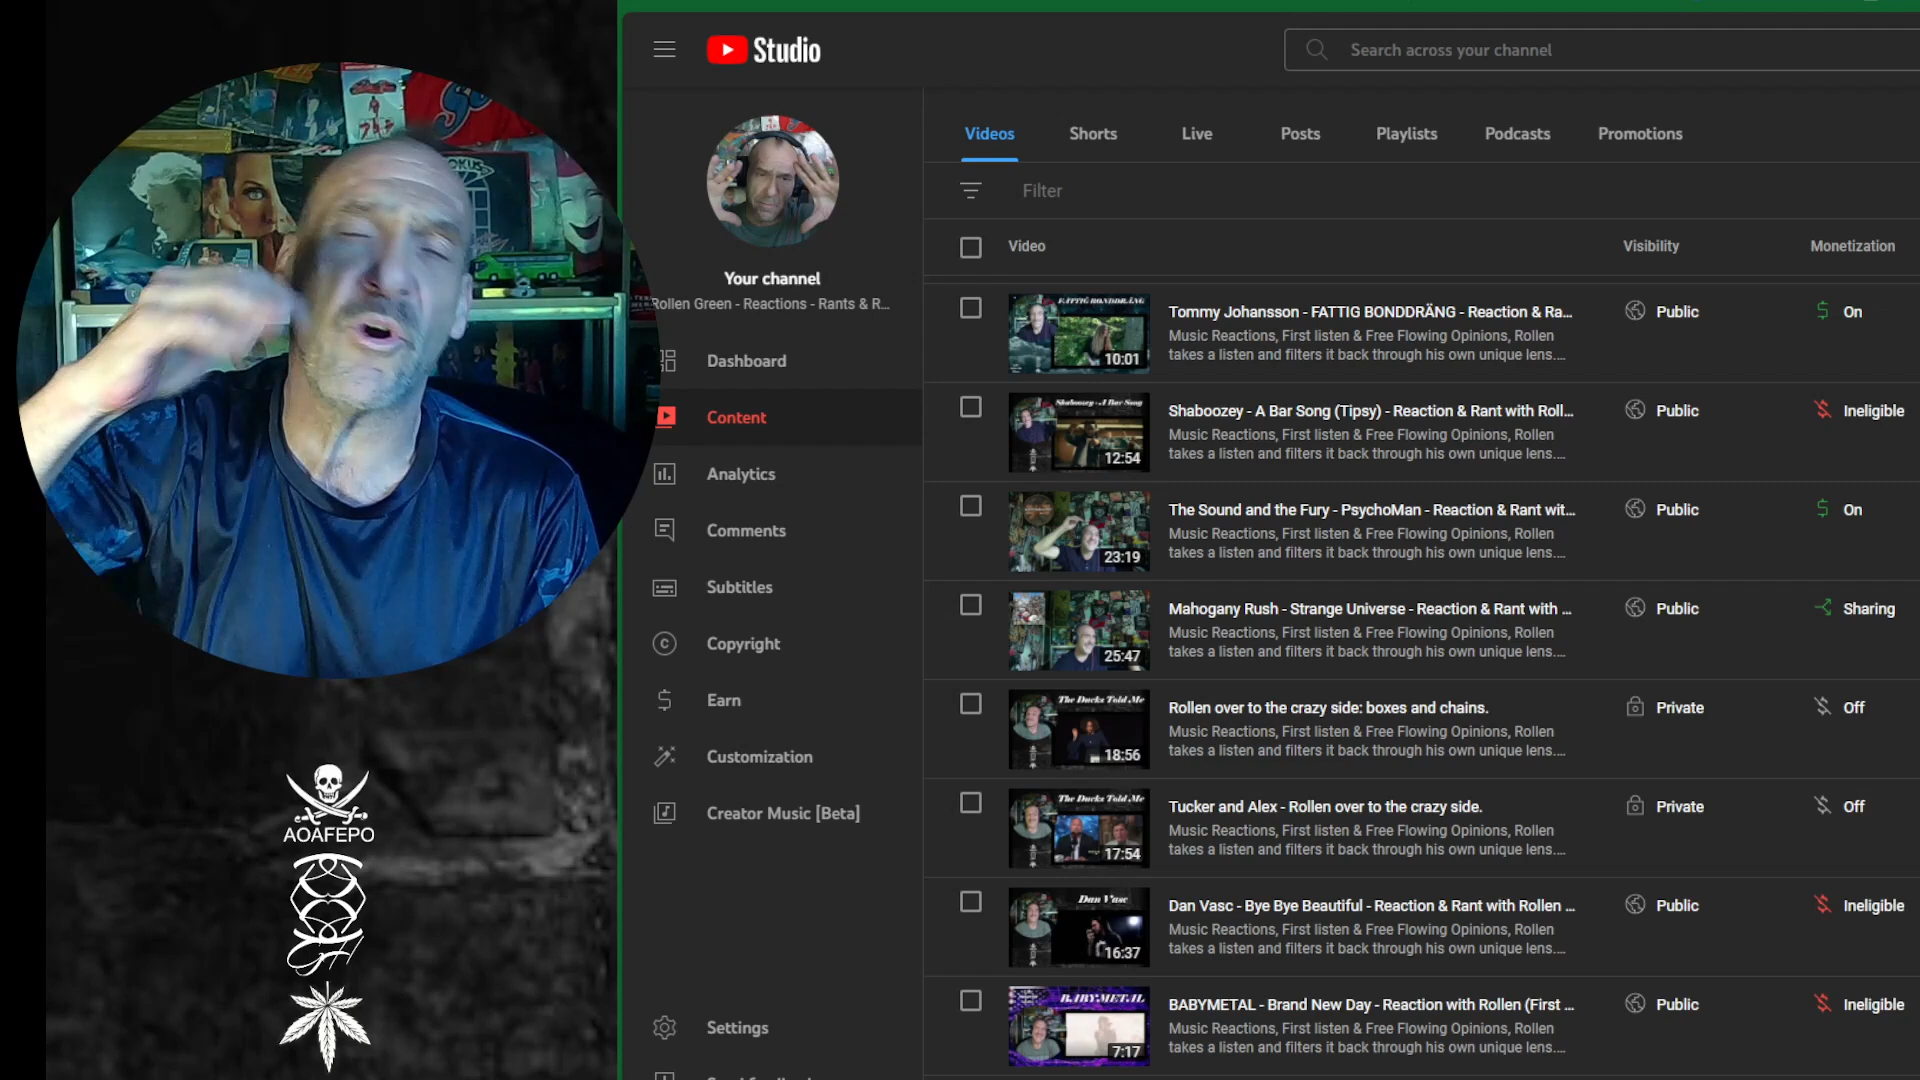 Studio
Search across your channel
Videos
Shorts
Live
Posts
Playlists
Podcasts
Promotions
Filter
Video
Visibility
Monetization
Your channel
Rollen Green - Reactions - Rants & R...
Dashboard
Content
Analytics
Comments
Subtitles
Copyright
Earn
Customization
Creator Music [Beta]
Settings
FATTIG BONDDRÄNG
10:01
Tommy Johansson - FATTIG BONDDRÄNG - Reaction & Ra...
Music Reactions, First listen & Free Flowing Opinions, Rollen
takes a listen and filters it back through his own unique lens....
Public
On
Shaboozey - A Bar Song
12:54
Shaboozey - A Bar Song (Tipsy) - Reaction & Rant with Roll...
Music Reactions, First listen & Free Flowing Opinions, Rollen
takes a listen and filters it back through his own unique lens....
Public
Ineligible
23:19
The Sound and the Fury - PsychoMan - Reaction & Rant wit...
Music Reactions, First listen & Free Flowing Opinions, Rollen
takes a listen and filters it back through his own unique lens....
Public
On
25:47
Mahogany Rush - Strange Universe - Reaction & Rant with ...
Music Reactions, First listen & Free Flowing Opinions, Rollen
takes a listen and filters it back through his own unique lens....
Public
Sharing
The Ducks Told Me
18:56
Rollen over to the crazy side: boxes and chains.
Music Reactions, First listen & Free Flowing Opinions, Rollen
takes a listen and filters it back through his own unique lens....
Private
Off
The Ducks Told Me
17:54
Tucker and Alex - Rollen over to the crazy side.
Music Reactions, First listen & Free Flowing Opinions, Rollen
takes a listen and filters it back through his own unique lens....
Private
Off
Dan Vasc
16:37
Dan Vasc - Bye Bye Beautiful - Reaction & Rant with Rollen ...
Music Reactions, First listen & Free Flowing Opinions, Rollen
takes a listen and filters it back through his own unique lens....
Public
Ineligible
BABYMETAL
7:17
BABYMETAL - Brand New Day - Reaction with Rollen (First ...
Music Reactions, First listen & Free Flowing Opinions, Rollen
takes a listen and filters it back through his own unique lens....
Public
Ineligible
AOAFEPO